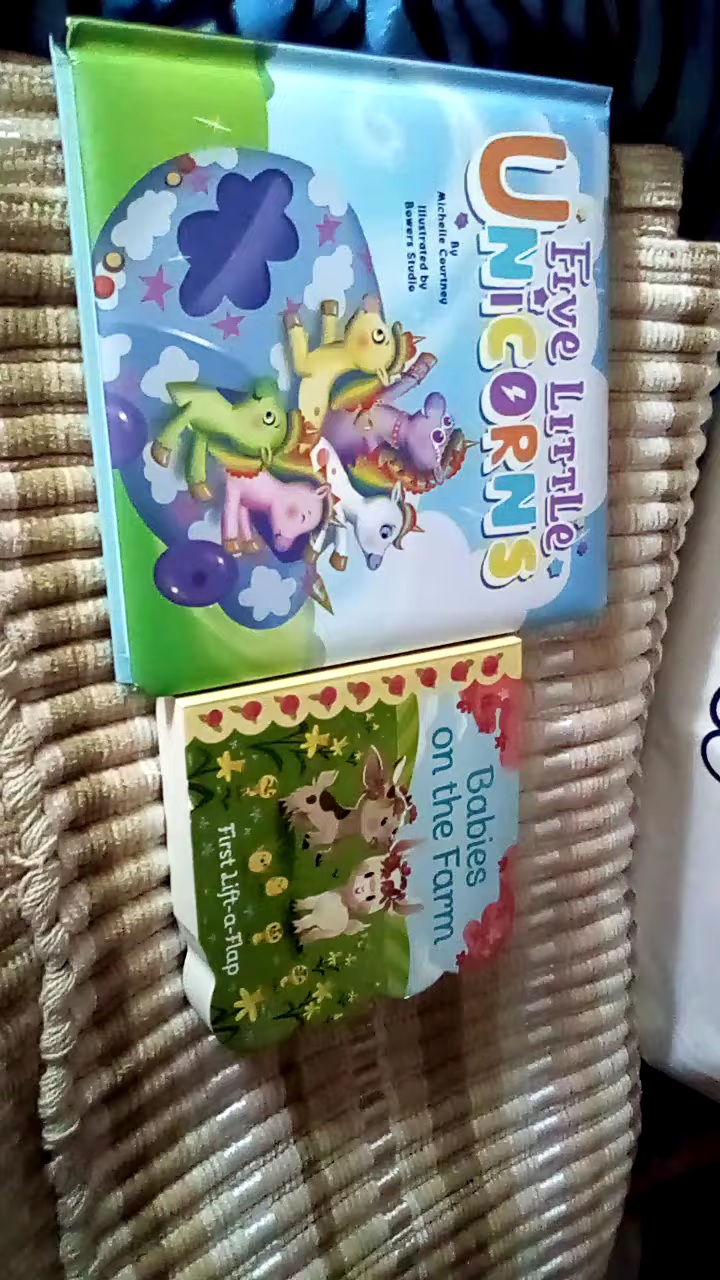 Five Little
UNICORNS
By
Michelle Courtney
Illustrated by
Bowers Studio
Babies
on the Farm
First Lift-a-Flap